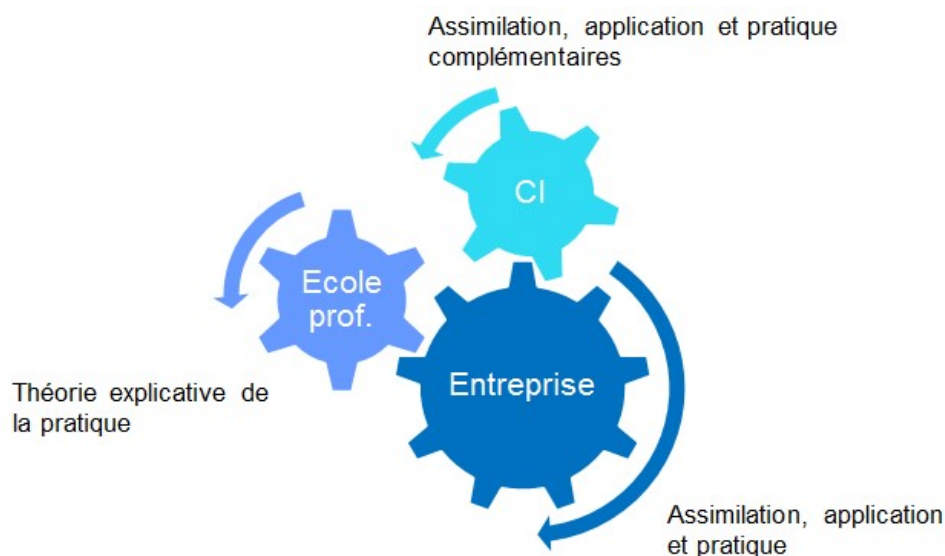 Assimilation, application et pratique
complémentaires
CI
Ecole
prof.
Entreprise
Théorie explicative de
la pratique
Assimilation, application
et pratique